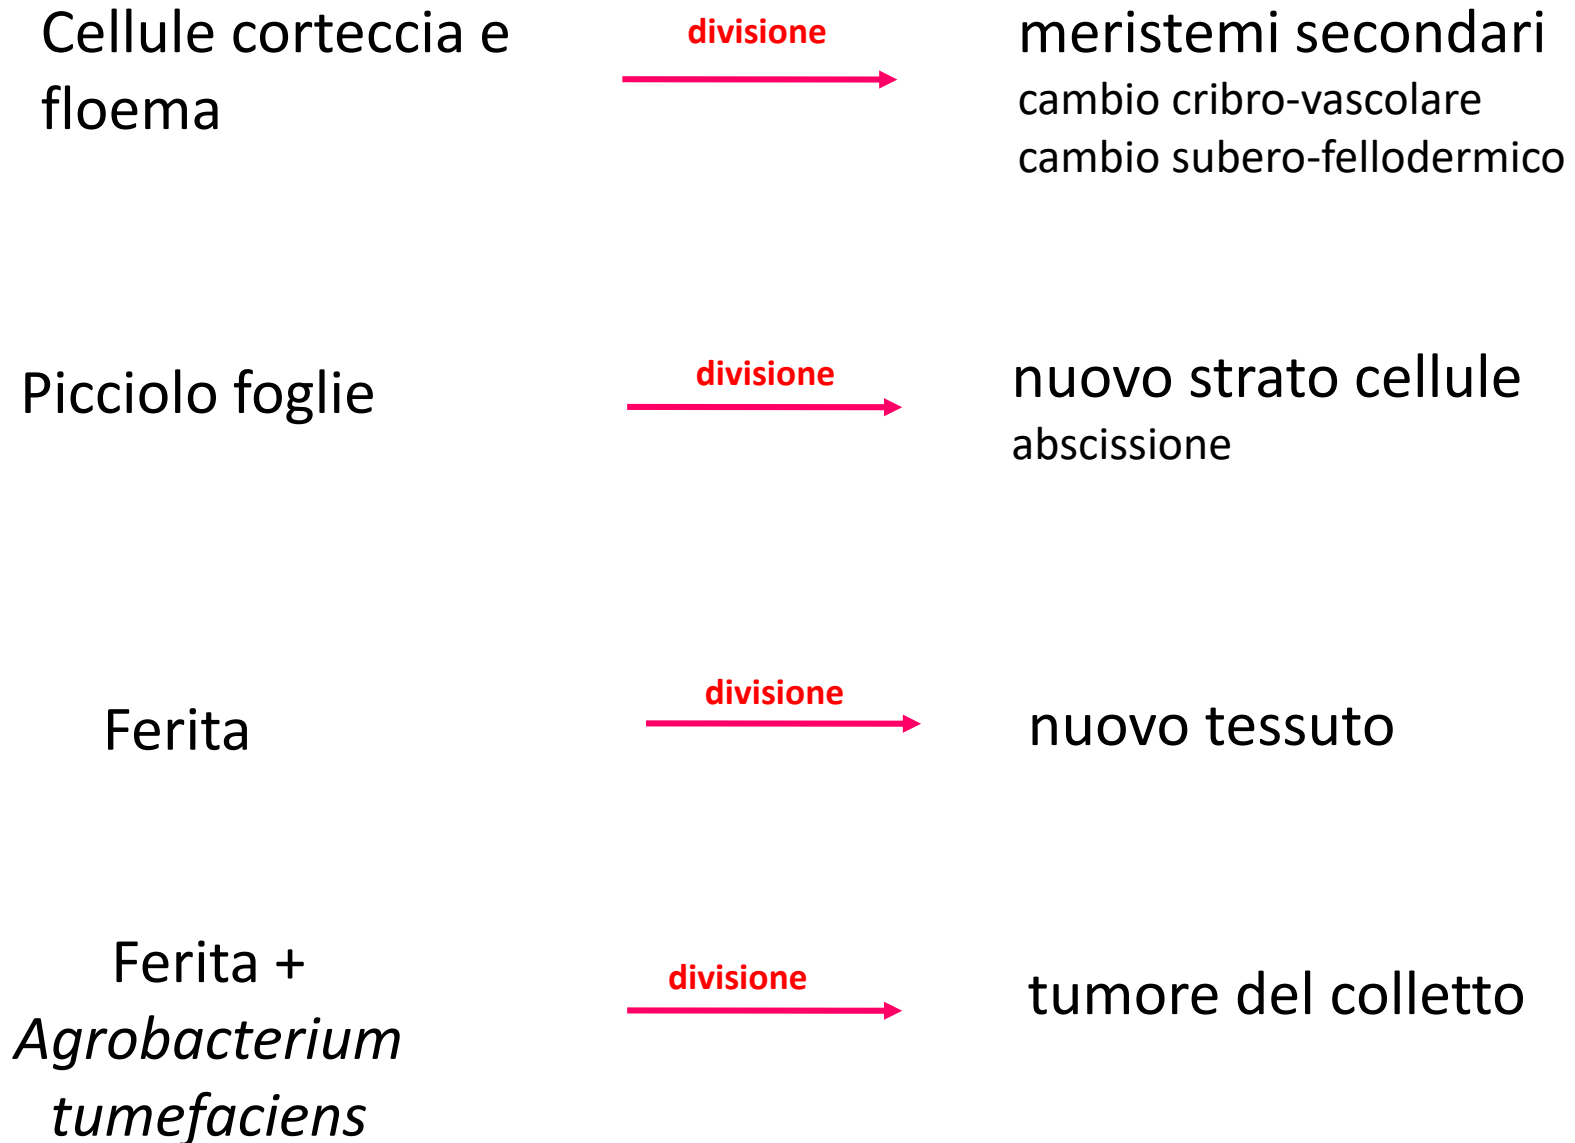 Cellule corteccia e
floema
divisione
meristemi secondari
cambio cribro-vascolare
cambio subero-fellodermico
Picciolo foglie
divisione
nuovo strato cellule
abscissione
Ferita
divisione
nuovo tessuto
Ferita +
Agrobacterium
tumefaciens
divisione
tumore del colletto